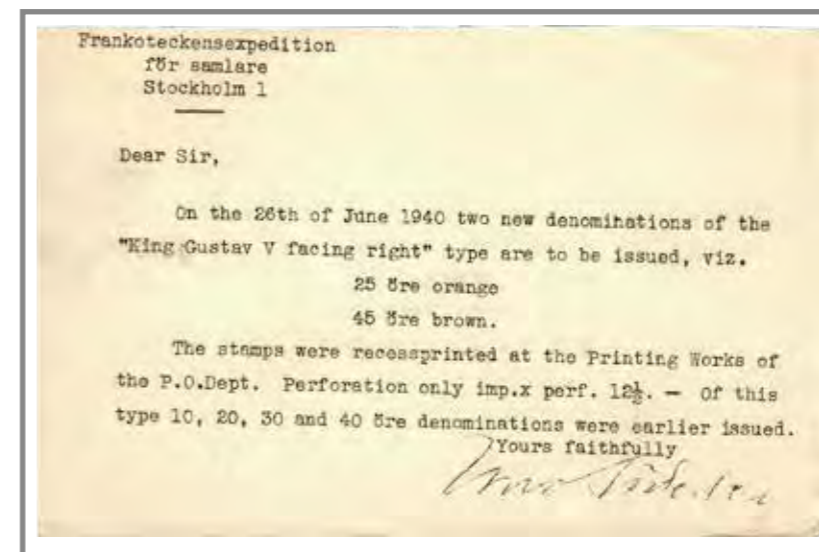 Frankoteckensexpedition
för samlare
Stockholm 1
Dear Sir,
On the 26th of June 1940 two new denominations of the
"King Gustav V facing right" type are to be issued, viz.
25 öre orange
45 öre brown.
The stamps were recessprinted at the Printing Works of
the P.O.Dept. Perforation only imp.x perf. 12½. — Of this
type 10, 20, 30 and 40 öre denominations were earlier issued.
Yours faithfully